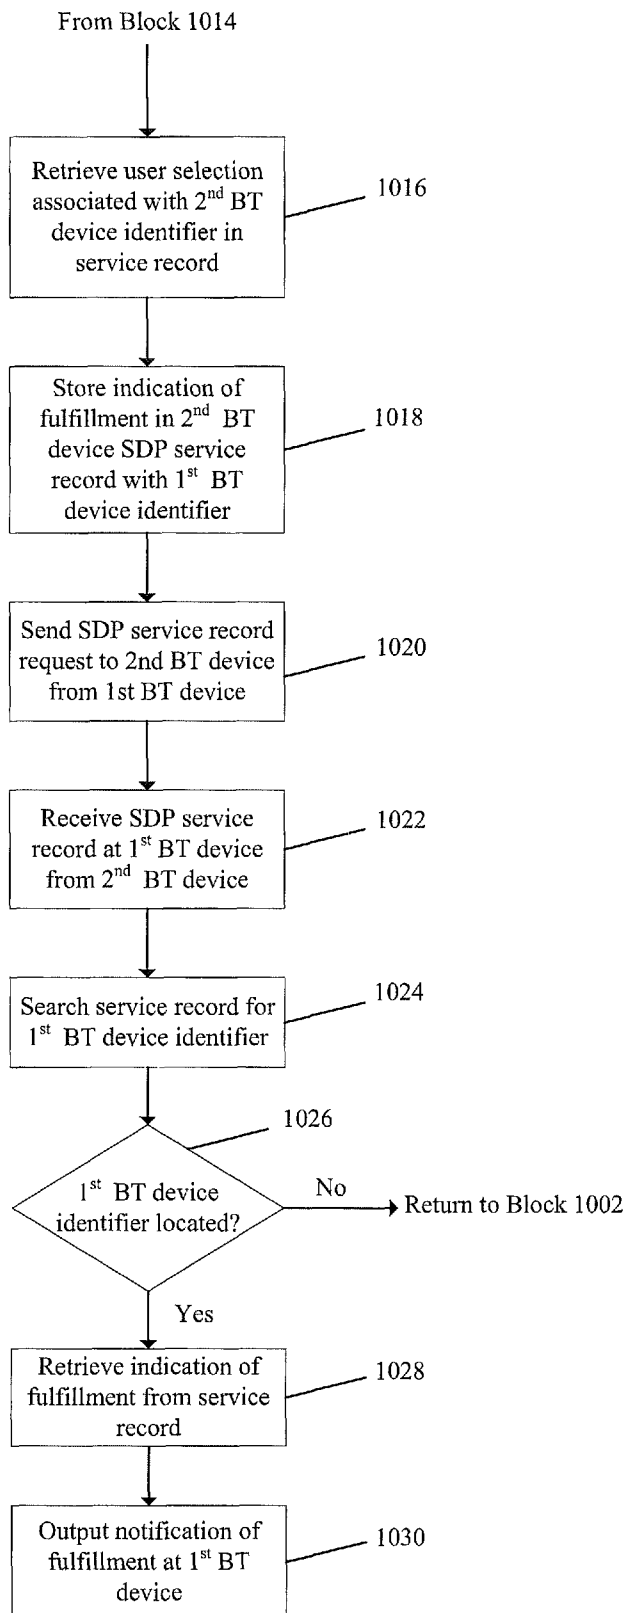 From Block 1014
Retrieve user selection
associated with 2nd BT
device identifier in
service record
1016
Store indication of
fulfillment in 2nd BT
device SDP service
record with 1st BT
device identifier
1018
Send SDP service record
request to 2nd BT device
from 1st BT device
1020
Receive SDP service
record at 1st BT device
from 2nd BT device
1022
Search service record for
1st BT device identifier
1024
1026
1st BT device
identifier located?
No
Return to Block 1002
Yes
Retrieve indication of
fulfillment from service
record
1028
Output notification of
fulfillment at 1st BT
device
1030